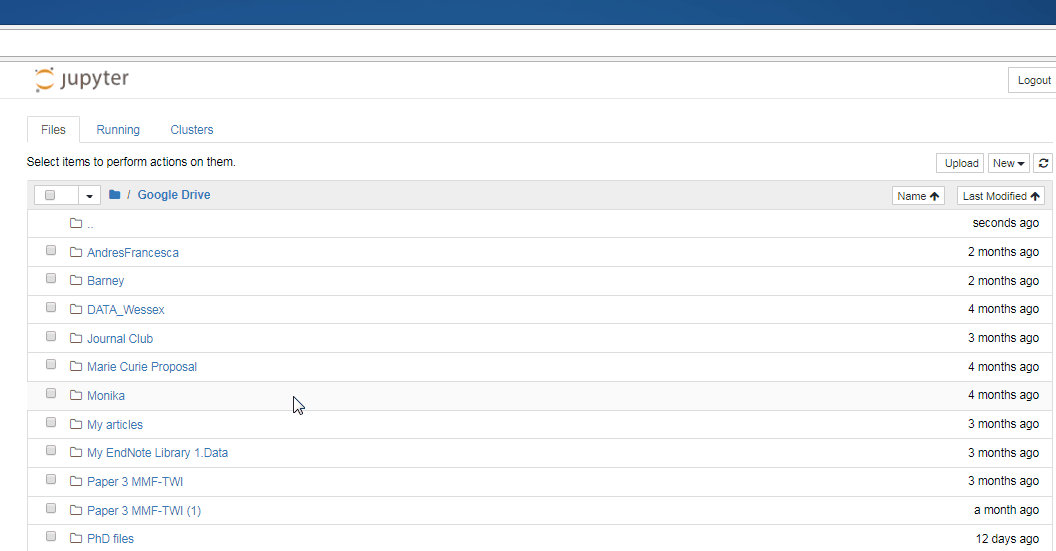 jupyter
Logout
Files Running Clusters
Select items to perform actions on them.
Upload New
/ Google Drive Name Last Modified
.. seconds ago
AndresFrancesca 2 months ago
Barney 2 months ago
DATA_Wessex 4 months ago
Journal Club 3 months ago
Marie Curie Proposal 4 months ago
Monika 4 months ago
My articles 3 months ago
My EndNote Library 1.Data 3 months ago
Paper 3 MMF-TWI 3 months ago
Paper 3 MMF-TWI (1) a month ago
PhD files 12 days ago